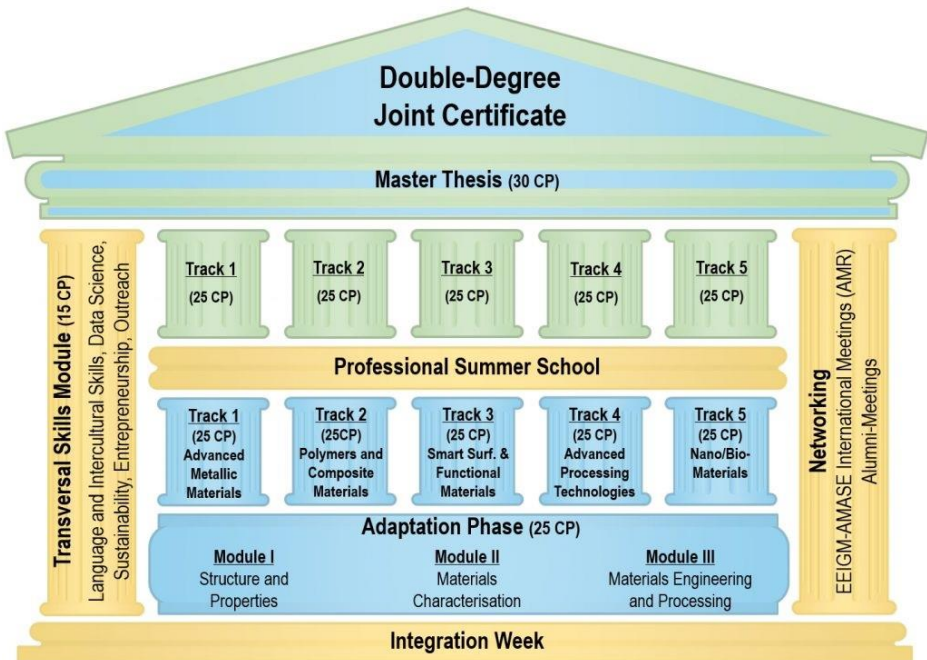 Double-Degree
Joint Certificate
Master Thesis (30 CP)
Transversal Skills Module (15 CP)
Language and Intercultural Skills, Data Science,
Sustainability, Entrepreneurship, Outreach
Track 1
(25 CP)
Track 2
(25 CP)
Track 3
(25 CP)
Track 4
(25 CP)
Track 5
(25 CP)
Professional Summer School
Track 1
(25 CP)
Advanced
Metallic
Materials
Track 2
(25CP)
Polymers and
Composite
Materials
Track 3
(25 CP)
Smart Surf. &
Functional
Materials
Track 4
(25 CP)
Advanced
Processing
Technologies
Track 5
(25 CP)
Nano/Bio-
Materials
Adaptation Phase (25 CP)
Module I
Structure and
Properties
Module II
Materials
Characterisation
Module III
Materials Engineering
and Processing
Networking
EEIGM-AMASE International Meetings (AMR)
Alumni-Meetings
Integration Week